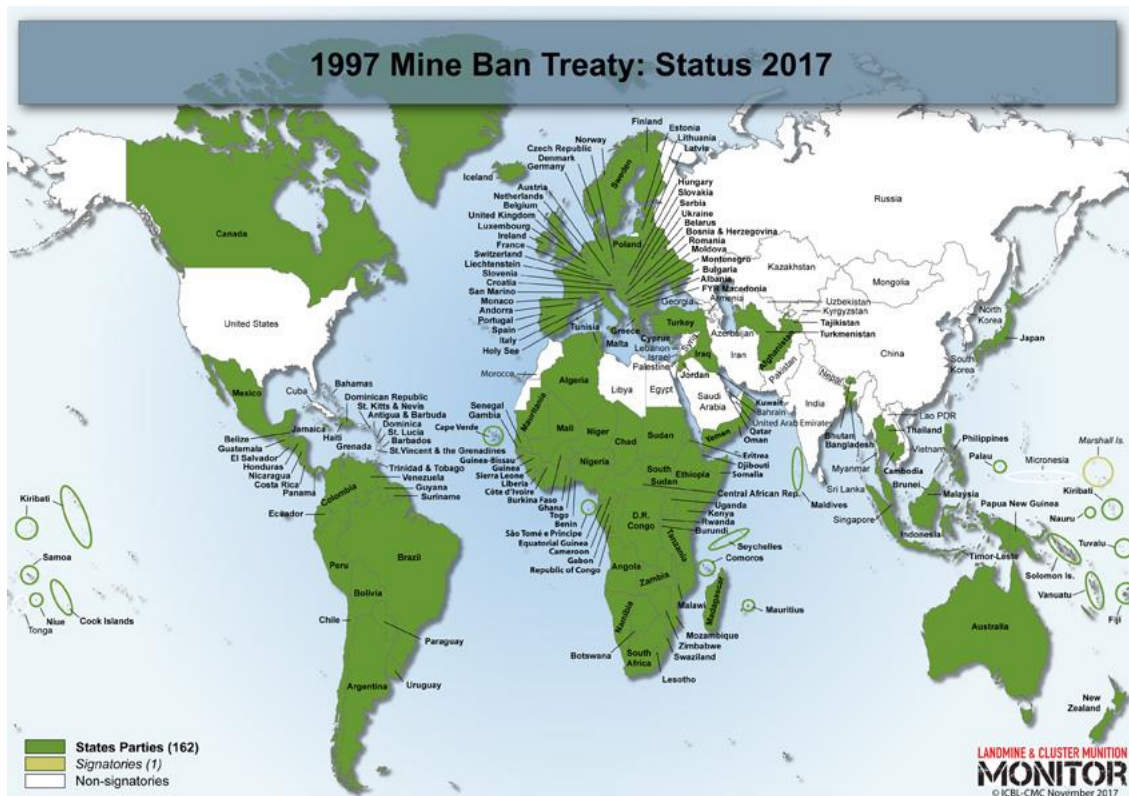 1997 Mine Ban Treaty: Status 2017
Finland
Estonia
Lithuania
Latvia
Norway
Czech Republic
Denmark
Germany
Sweden
Iceland
Austria
Netherlands
Belgium
United Kingdom
Luxembourg
Ireland
France
Switzerland
Liechtenstein
Slovenia
Croatia
San Marino
Monaco
Andorra
Portugal
Spain
Italy
Holy See
Hungary
Slovakia
Serbia
Ukraine
Belarus
Bosnia & Herzegovina
Romania
Moldova
Montenegro
Bulgaria
Albania
FYR Macedonia
Poland
Russia
Canada
United States
Kazakhstan
Mongolia
Georgia
Armenia
Uzbekistan
Kyrgyzstan
Tajikistan
Turkmenistan
Azerbaijan
North
Korea
South
Korea
Japan
China
Tunisia
Greece
Malta
Turkey
Cyprus
Lebanon
Israel
Palestine
Syria
Iraq
Iran
Jordan
Afghanistan
Pakistan
Nepal
India
Morocco
Algeria
Libya
Egypt
Saudi
Arabia
Kuwait
Bahrain
United Arab Emirates
Qatar
Oman
Yemen
Bhutan
Bangladesh
Myanmar
Sri Lanka
Maldives
Lao PDR
Thailand
Vietnam
Cambodia
Brunei
Philippines
Palau
Malaysia
Singapore
Indonesia
Timor-Leste
Papua New Guinea
Micronesia
Marshall Is.
Kiribati
Nauru
Tuvalu
Solomon Is.
Vanuatu
Fiji
Australia
New
Zealand
Mexico
Cuba
Bahamas
Dominican Republic
St. Kitts & Nevis
Antigua & Barbuda
Dominica
St. Lucia
Barbados
St.Vincent & the Grenadines
Trinidad & Tobago
Venezuela
Guyana
Suriname
Jamaica
Haiti
Grenada
Belize
Guatemala
El Salvador
Honduras
Nicaragua
Costa Rica
Panama
Colombia
Ecuador
Brazil
Peru
Bolivia
Chile
Paraguay
Uruguay
Argentina
Kiribati
Samoa
Tonga
Niue
Cook Islands
Senegal
Gambia
Cape Verde
Guinea-Bissau
Guinea
Sierra Leone
Liberia
Côte d'Ivoire
Burkina Faso
Ghana
Togo
Benin
São Tomé e Príncipe
Equatorial Guinea
Cameroon
Gabon
Republic of Congo
Mauritania
Mali
Niger
Chad
Sudan
Nigeria
South
Sudan
Ethiopia
Eritrea
Djibouti
Somalia
Central African Rep.
Uganda
Kenya
Rwanda
Burundi
D.R.
Congo
Tanzania
Seychelles
Comoros
Angola
Zambia
Malawi
Madagascar
Mauritius
Mozambique
Zimbabwe
Swaziland
Namibia
Botswana
South
Africa
Lesotho
States Parties (162)
Signatories (1)
Non-signatories
LANDMINE & CLUSTER MUNITION
MONITOR
© ICBL-CMC November 2017